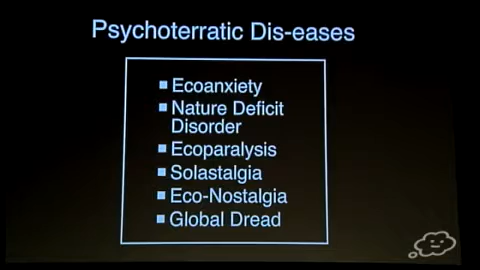 Psychoterratic Dis-eases
Ecoanxiety
Nature Deficit
Disorder
Ecoparalysis
Solastalgia
Eco-Nostalgia
Global Dread